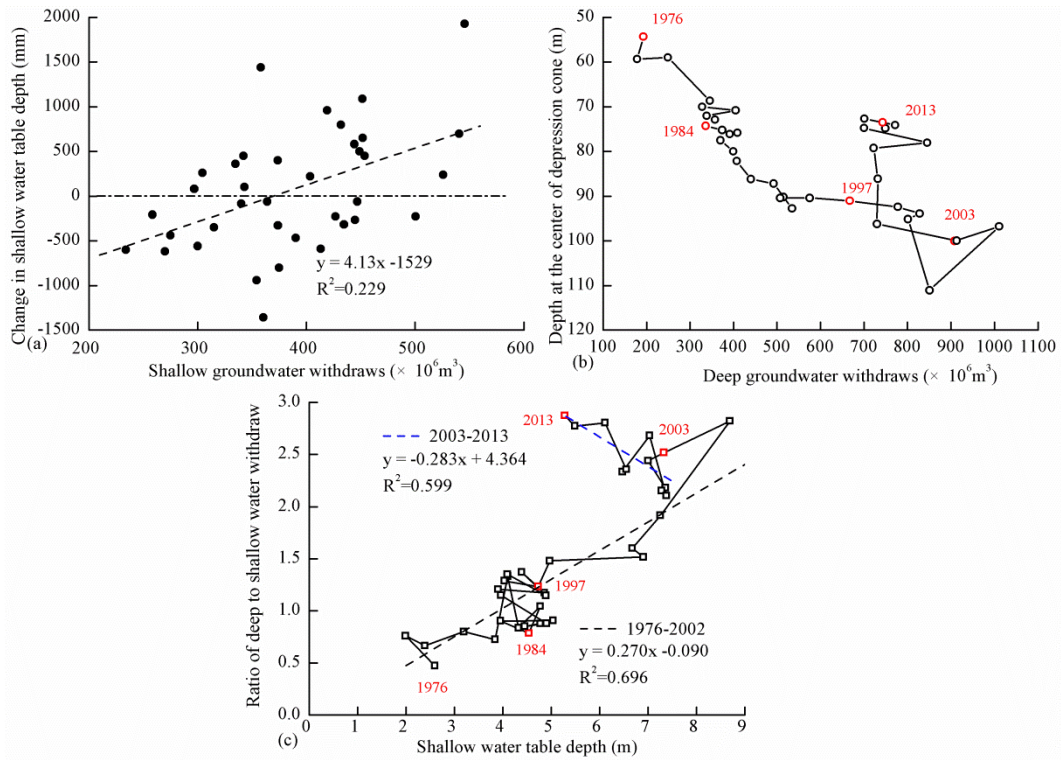 2000
1500
1000
500
0
-500
-1000
-1500
Change in shallow water table depth (mm)
y = 4.13x -1529
R²=0.229
200 300 400 500 600
(a)
Shallow groundwater withdraws (× 10⁶m³)
50
60
70
80
90
100
110
120
Depth at the center of depression cone (m)
1976
1984
2013
1997
2003
100 200 300 400 500 600 700 800 900 1000 1100
(b)
Deep groundwater withdraws (× 10⁶m³)
3.0
2.5
2.0
1.5
1.0
0.5
0.0
Ratio of deep to shallow water withdraw
2013
2003
2003-2013
y = -0.283x + 4.364
R²=0.599
1997
1984
1976
1976-2002
y = 0.270x -0.090
R²=0.696
0 1 2 3 4 5 6 7 8 9
(c)
Shallow water table depth (m)